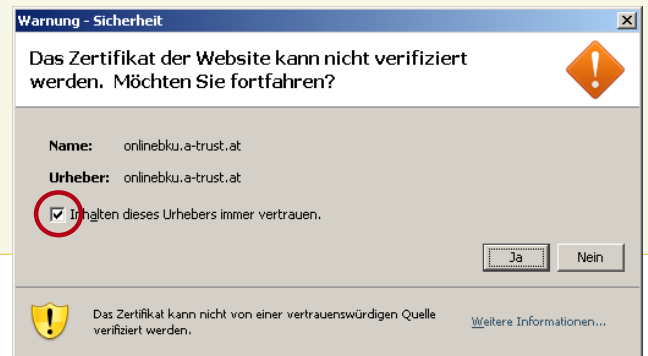 Warnung - Sicherheit
Das Zertifikat der Website kann nicht verifiziert
werden. Möchten Sie fortfahren?
Name: onlinebku.a-trust.at
Urheber: onlinebku.a-trust.at
Inhalten dieses Urhebers immer vertrauen.
Ja Nein
Das Zertifikat kann nicht von einer vertrauenswürdigen Quelle
verifiziert werden.
Weitere Informationen...